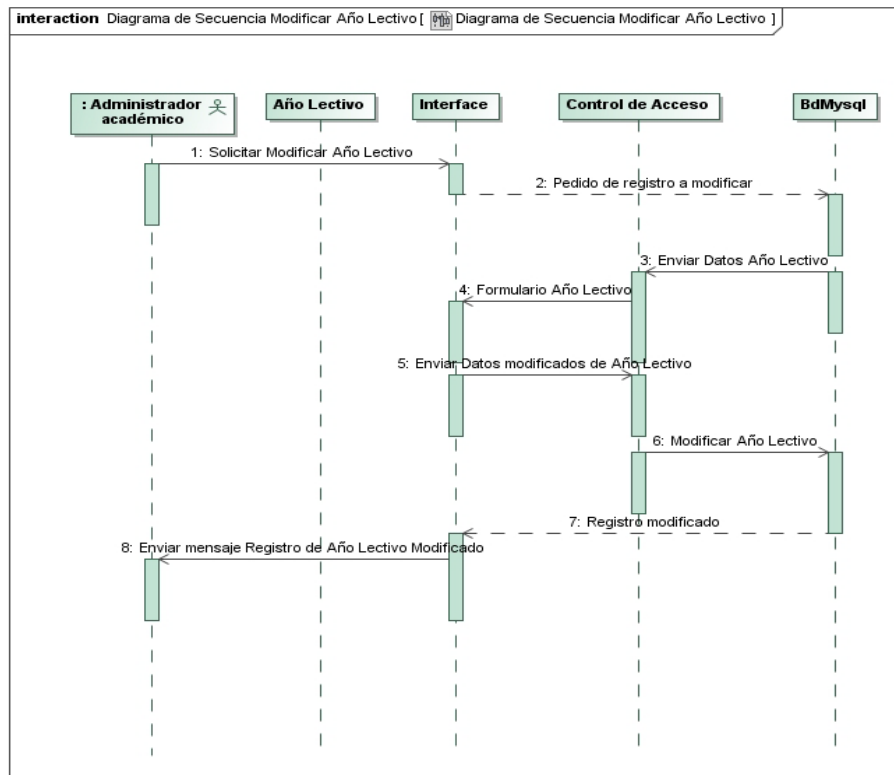 interaction Diagrama de Secuencia Modificar Año Lectivo [ Diagrama de Secuencia Modificar Año Lectivo ]
: Administrador
académico
Año Lectivo
Interface
Control de Acceso
BdMysql
1: Solicitar Modificar Año Lectivo
2: Pedido de registro a modificar
3: Enviar Datos Año Lectivo
4: Formulario Año Lectivo
5: Enviar Datos modificados de Año Lectivo
6: Modificar Año Lectivo
7: Registro modificado
8: Enviar mensaje Registro de Año Lectivo Modificado